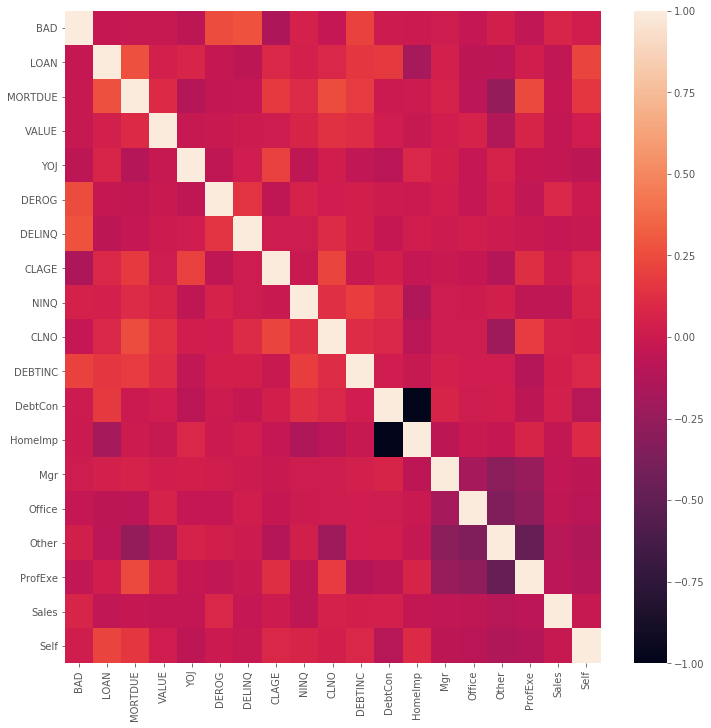 BAD
LOAN
MORTDUE
VALUE
YOJ
DEROG
DELINQ
CLAGE
NINQ
CLNO
DEBTINC
DebtCon
HomeImp
Mgr
Office
Other
ProfExe
Sales
Self
BAD
LOAN
MORTDUE
VALUE
YOJ
DEROG
DELINQ
CLAGE
NINQ
CLNO
DEBTINC
DebtCon
HomeImp
Mgr
Office
Other
ProfExe
Sales
Self
1.00
0.75
0.50
0.25
0.00
−0.25
−0.50
−0.75
−1.00